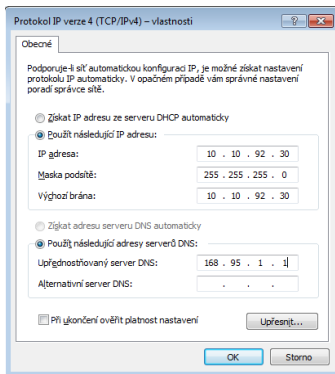 Protokol IP verze 4 (TCP/IPv4) – vlastnosti
Obecné
Podporuje-li síť automatickou konfiguraci IP, je možné získat nastavení
protokolu IP automaticky. V opačném případě vám správné nastavení
poradí správce sítě.
Získat IP adresu ze serveru DHCP automaticky
Použít následující IP adresu:
IP adresa: 10 . 10 . 92 . 30
Maska podsítě: 255 . 255 . 255 . 0
Výchozí brána: 10 . 10 . 92 . 30
Získat adresu serveru DNS automaticky
Použít následující adresy serverů DNS:
Upřednostňovaný server DNS: 168 . 95 . 1 . 1
Alternativní server DNS: . . .
Při ukončení ověřit platnost nastavení
Upřesnit...
OK Storno